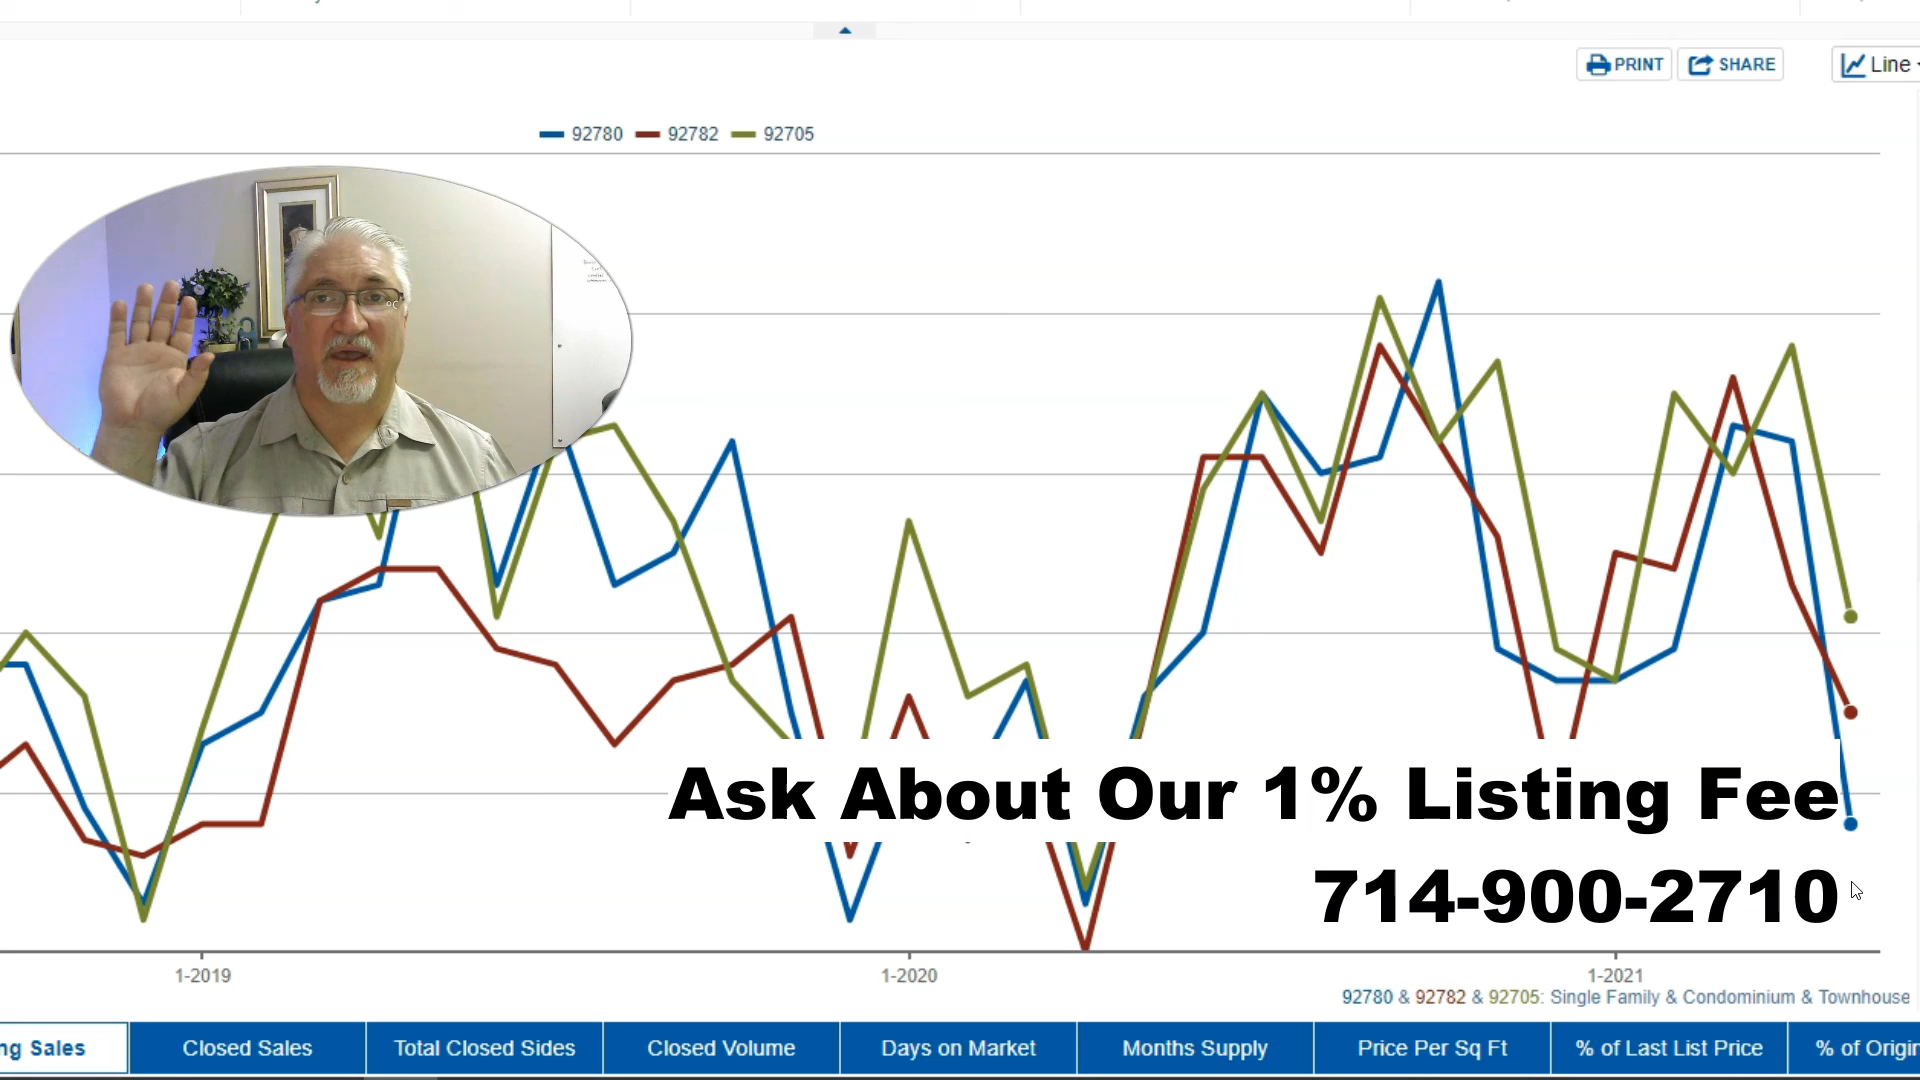 PRINT
SHARE
Line
92780 92782 92705
Ask About Our 1% Listing Fee
714-900-2710
1-2019 1-2020 1-2021
92780 & 92782 & 92705: Single Family & Condominium & Townhouse
ng Sales
Closed Sales
Total Closed Sides
Closed Volume
Days on Market
Months Supply
Price Per Sq Ft
% of Last List Price
% of Origin